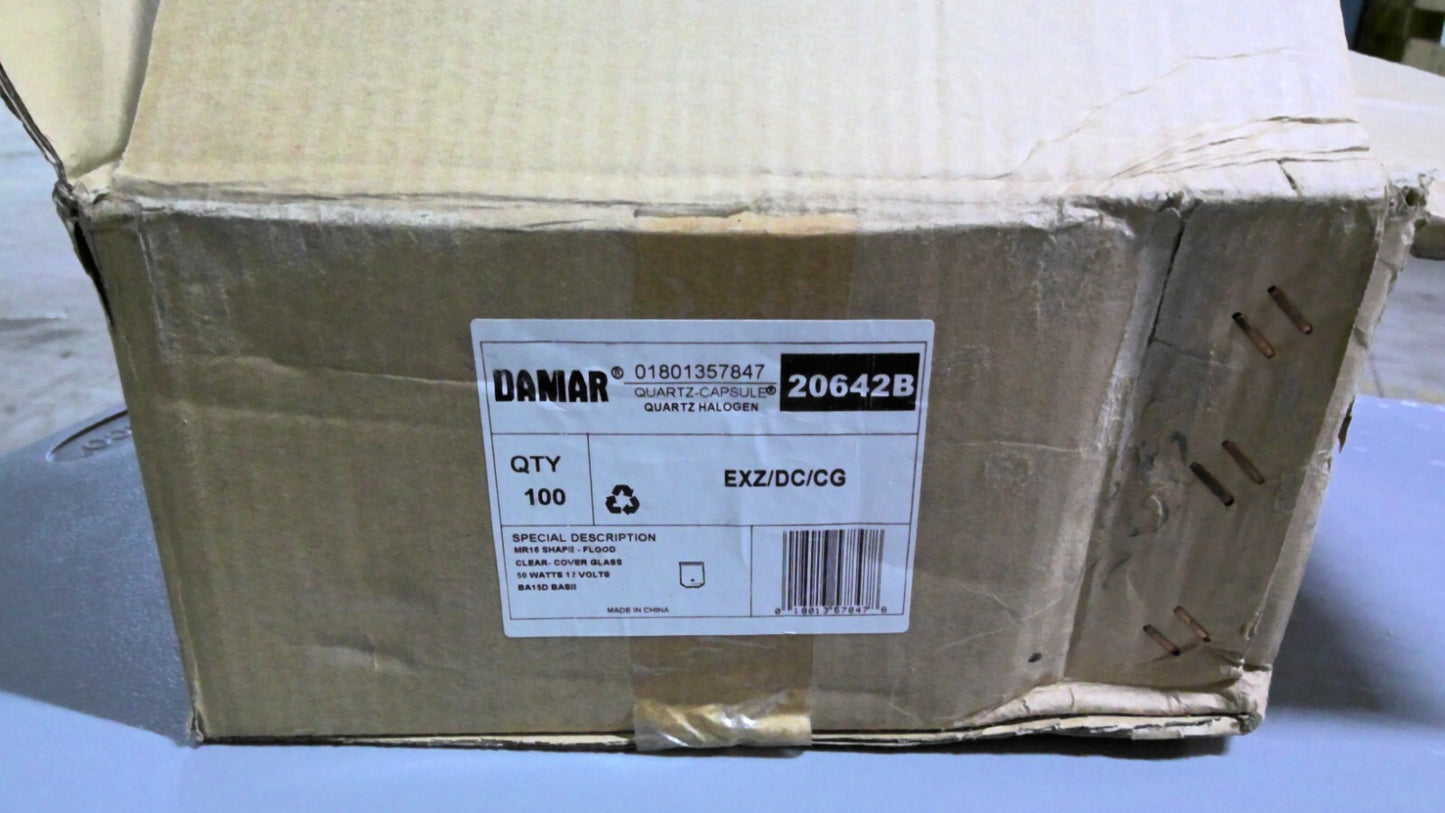 DAMAR® 01801357847 20642B
QUARTZ-CAPSULE®
QUARTZ HALOGEN
QTY
100
EXZ/DC/CG
SPECIAL DESCRIPTION
MR16 SHAPE - FLOOD
CLEAR- COVER GLASS
50 WATTS 12 VOLTS
BA15D BASE
MADE IN CHINA
0 18013 57847 8